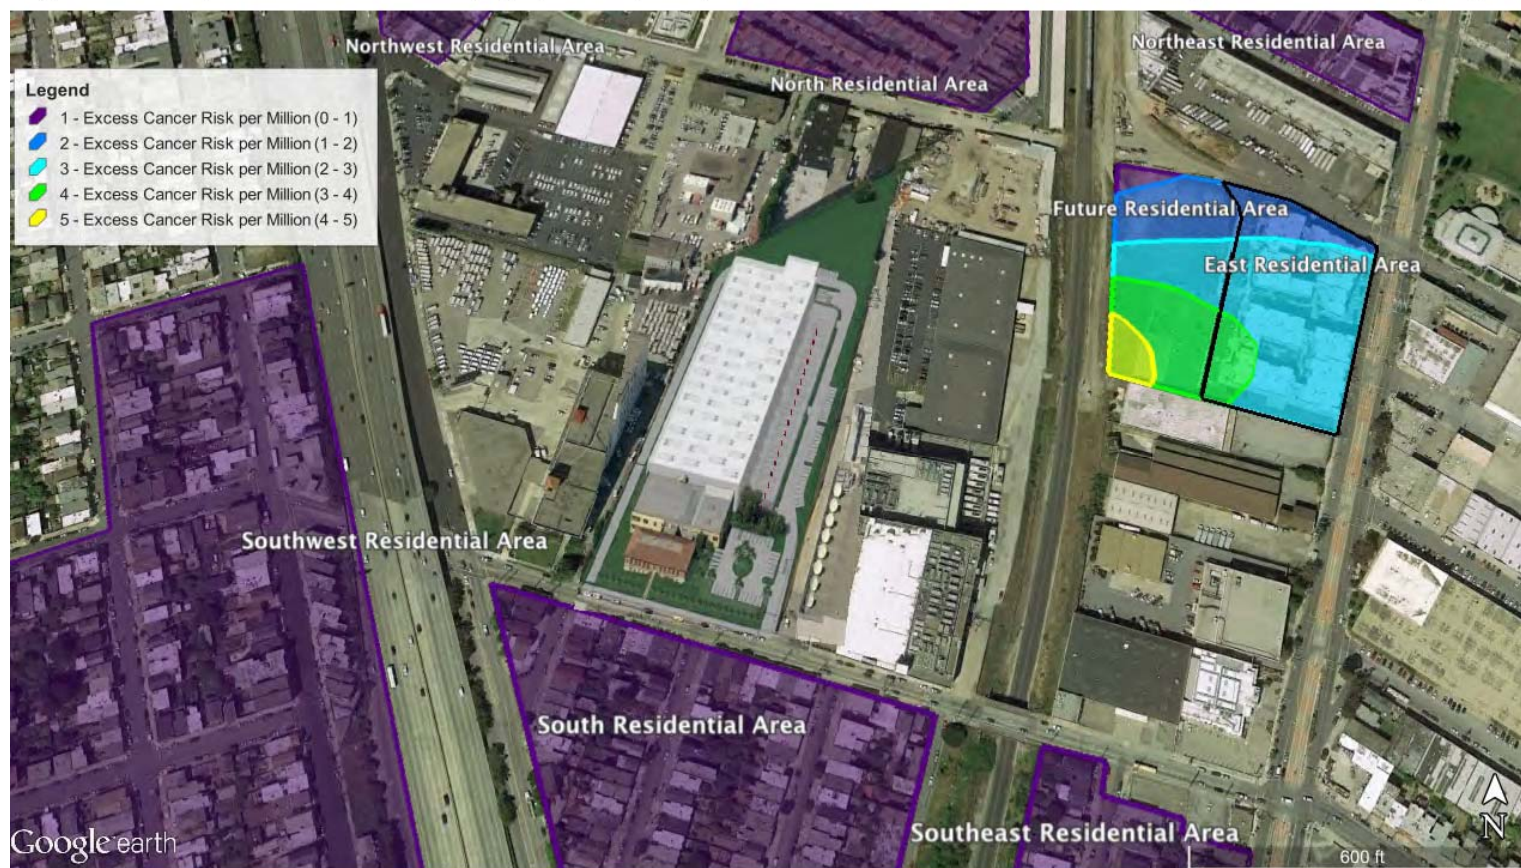 Northwest Residential Area
North Residential Area
Northeast Residential Area
Legend
1 - Excess Cancer Risk per Million (0 - 1)
2 - Excess Cancer Risk per Million (1 - 2)
3 - Excess Cancer Risk per Million (2 - 3)
4 - Excess Cancer Risk per Million (3 - 4)
5 - Excess Cancer Risk per Million (4 - 5)
Future Residential Area
East Residential Area
Southwest Residential Area
South Residential Area
Southeast Residential Area
Google earth
N
600 ft